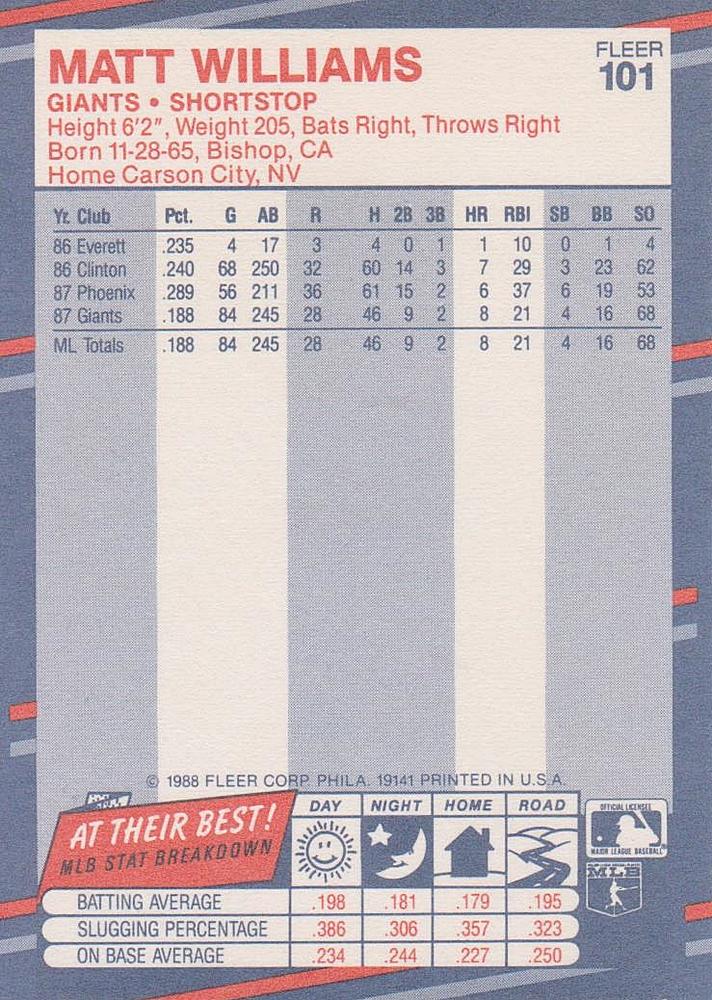 MATT WILLIAMS
FLEER
101
GIANTS • SHORTSTOP
Height 6'2", Weight 205, Bats Right, Throws Right
Born 11-28-65, Bishop, CA
Home Carson City, NV
Yr. Club Pct. G AB R H 2B 3B HR RBI SB BB SO
86 Everett .235 4 17 3 4 0 1 1 10 0 1 4
86 Clinton .240 68 250 32 60 14 3 7 29 3 23 62
87 Phoenix .289 56 211 36 61 15 2 6 37 6 19 53
87 Giants .188 84 245 28 46 9 2 8 21 4 16 68
ML Totals .188 84 245 28 46 9 2 8 21 4 16 68
© 1988 FLEER CORP. PHILA. 19141 PRINTED IN U.S.A.
AT THEIR BEST!
MLB STAT BREAKDOWN
DAY NIGHT HOME ROAD
BATTING AVERAGE .198 .181 .179 .195
SLUGGING PERCENTAGE .386 .306 .357 .323
ON BASE AVERAGE .234 .244 .227 .250
OFFICIAL LICENSEE
MAJOR LEAGUE BASEBALL
MLB